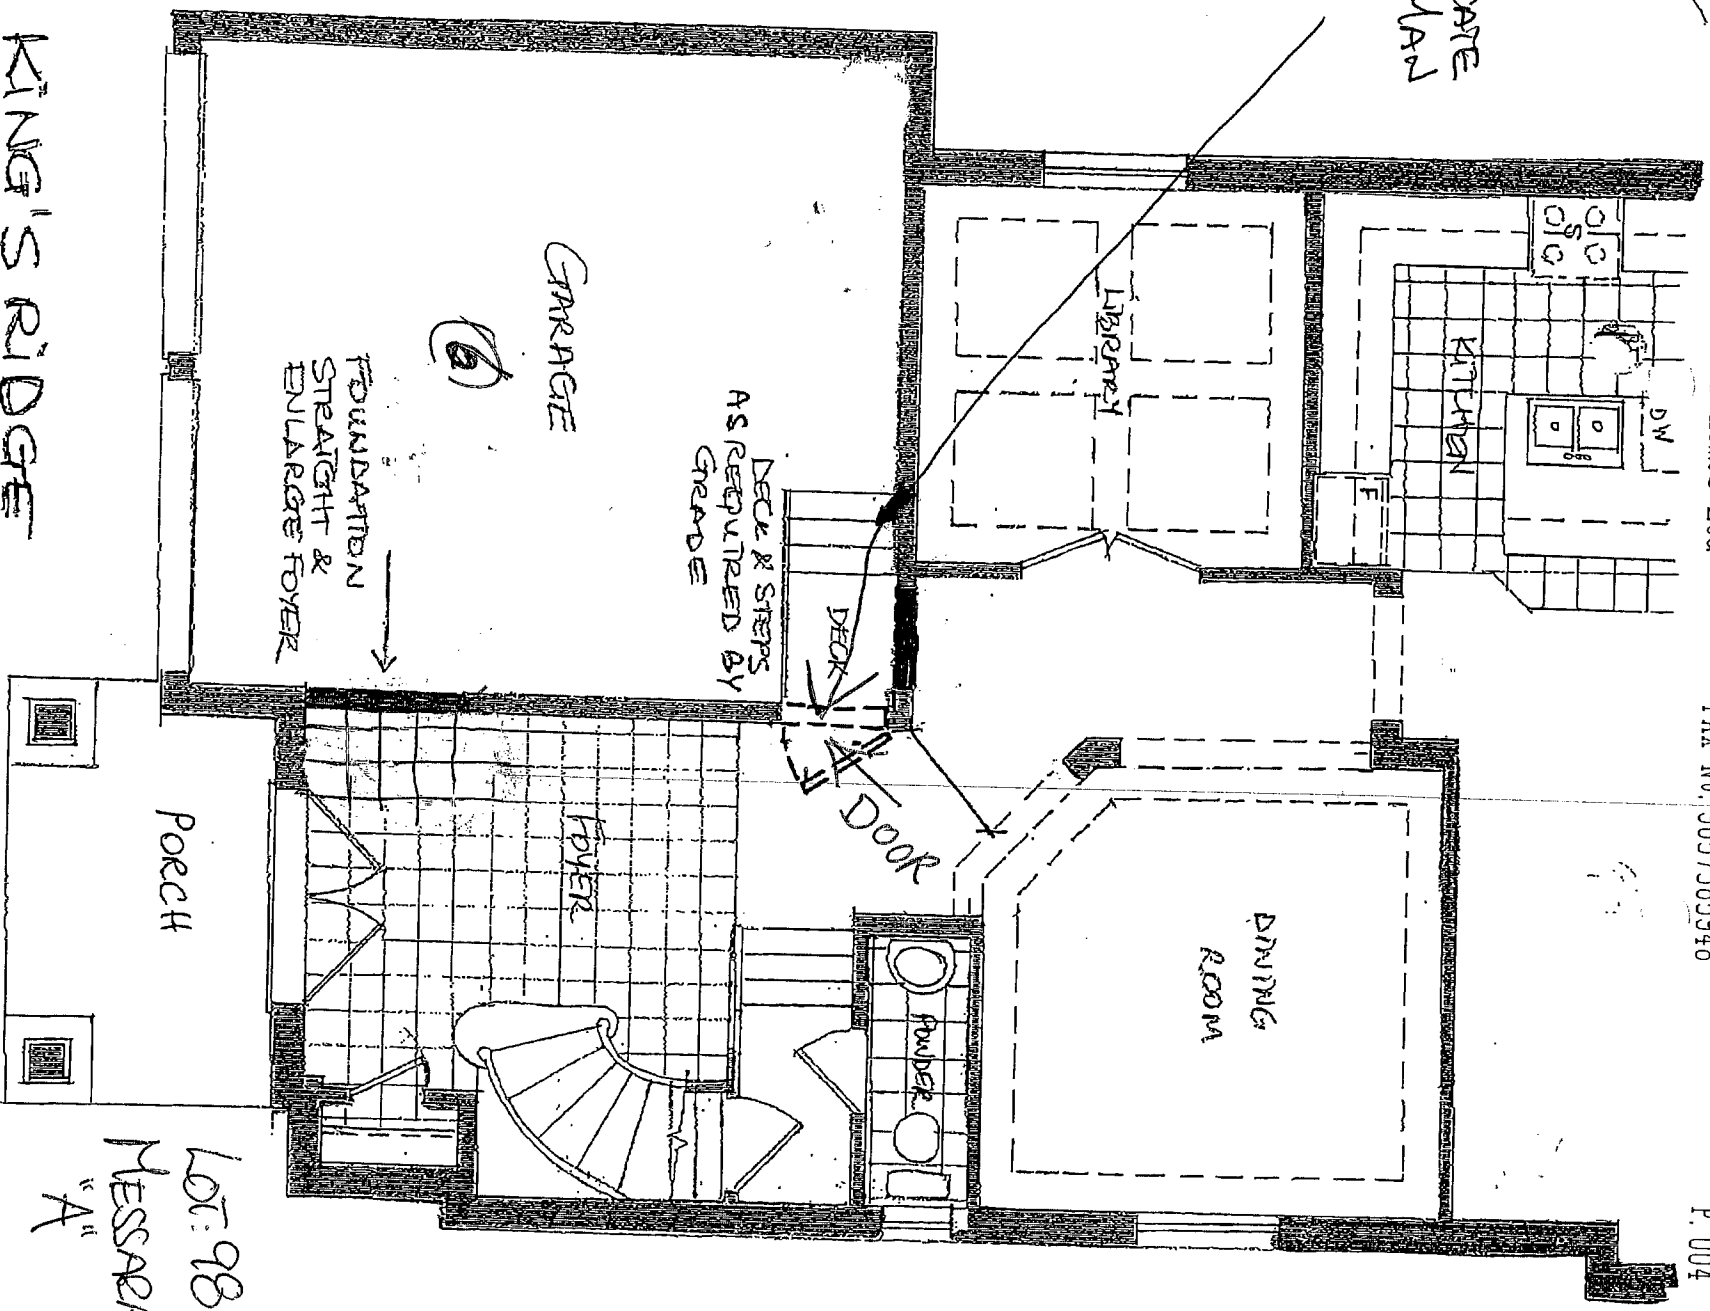 KITCHEN
DW
S
F
LIBRARY
DINING
ROOM
POWDER
DOOR
DECK
DECK & STEPS
AS REQUIRED BY
GRADE
GARAGE
6
FOUNDATION
STRAIGHT &
ENLARGE FOYER
FOYER
PORCH
LOT: 98
"A"
KING'S RIDGE
P. 004